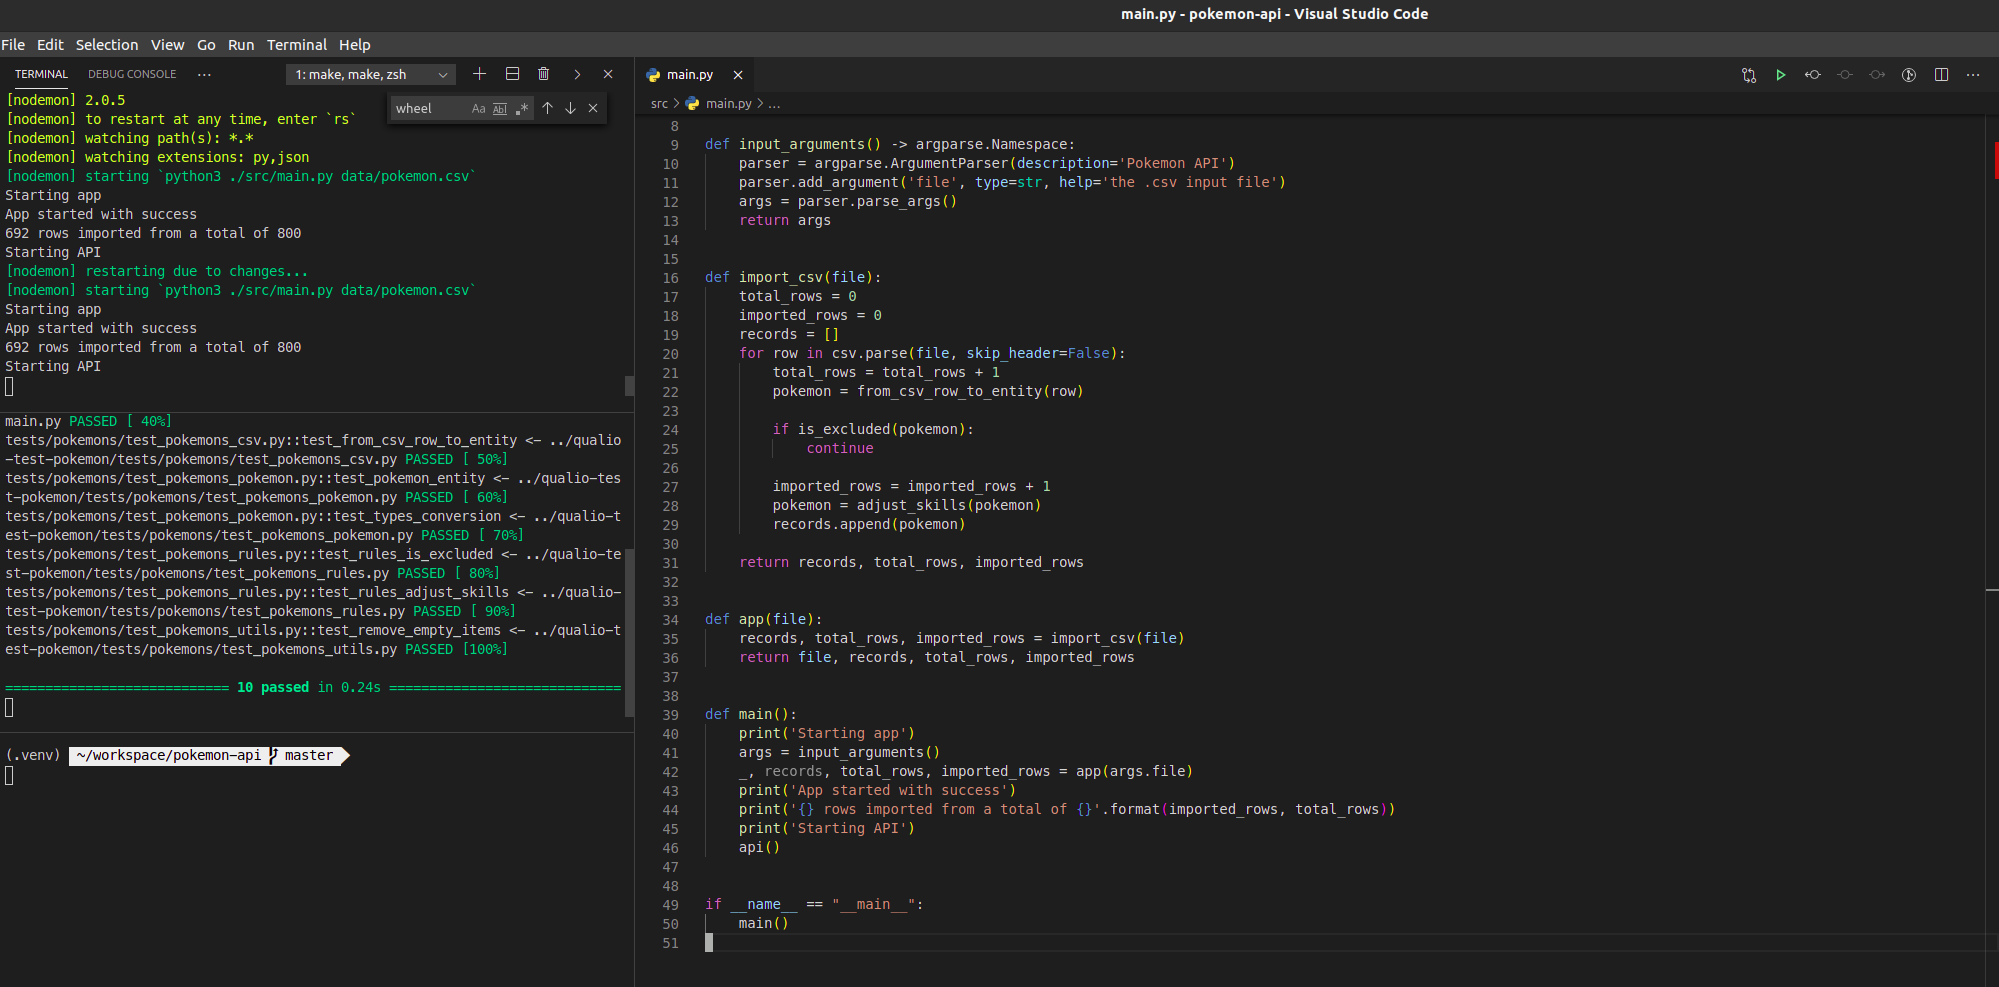 main.py - pokemon-api - Visual Studio Code
File Edit Selection View Go Run Terminal Help
TERMINAL DEBUG CONSOLE ··· 1: make, make, zsh
wheel Aa Abl .*
[nodemon] 2.0.5
[nodemon] to restart at any time, enter `rs`
[nodemon] watching path(s): *.*
[nodemon] watching extensions: py,json
[nodemon] starting `python3 ./src/main.py data/pokemon.csv`
Starting app
App started with success
692 rows imported from a total of 800
Starting API
[nodemon] restarting due to changes...
[nodemon] starting `python3 ./src/main.py data/pokemon.csv`
Starting app
App started with success
692 rows imported from a total of 800
Starting API
main.py PASSED [ 40%]
tests/pokemons/test_pokemons_csv.py::test_from_csv_row_to_entity <- ../qualio
-test-pokemon/tests/pokemons/test_pokemons_csv.py PASSED [ 50%]
tests/pokemons/test_pokemons_pokemon.py::test_pokemon_entity <- ../qualio-tes
t-pokemon/tests/pokemons/test_pokemons_pokemon.py PASSED [ 60%]
tests/pokemons/test_pokemons_pokemon.py::test_types_conversion <- ../qualio-t
est-pokemon/tests/pokemons/test_pokemons_pokemon.py PASSED [ 70%]
tests/pokemons/test_pokemons_rules.py::test_rules_is_excluded <- ../qualio-te
st-pokemon/tests/pokemons/test_pokemons_rules.py PASSED [ 80%]
tests/pokemons/test_pokemons_rules.py::test_rules_adjust_skills <- ../qualio-
test-pokemon/tests/pokemons/test_pokemons_rules.py PASSED [ 90%]
tests/pokemons/test_pokemons_utils.py::test_remove_empty_items <- ../qualio-t
est-pokemon/tests/pokemons/test_pokemons_utils.py PASSED [100%]
============================ 10 passed in 0.24s =============================
(.venv) ~/workspace/pokemon-api master
main.py
src > main.py > ...
8
9 def input_arguments() -> argparse.Namespace:
10 parser = argparse.ArgumentParser(description='Pokemon API')
11 parser.add_argument('file', type=str, help='the .csv input file')
12 args = parser.parse_args()
13 return args
14
15
16 def import_csv(file):
17 total_rows = 0
18 imported_rows = 0
19 records = []
20 for row in csv.parse(file, skip_header=False):
21 total_rows = total_rows + 1
22 pokemon = from_csv_row_to_entity(row)
23
24 if is_excluded(pokemon):
25 continue
26
27 imported_rows = imported_rows + 1
28 pokemon = adjust_skills(pokemon)
29 records.append(pokemon)
30
31 return records, total_rows, imported_rows
32
33
34 def app(file):
35 records, total_rows, imported_rows = import_csv(file)
36 return file, records, total_rows, imported_rows
37
38
39 def main():
40 print('Starting app')
41 args = input_arguments()
42 _, records, total_rows, imported_rows = app(args.file)
43 print('App started with success')
44 print('{} rows imported from a total of {}'.format(imported_rows, total_rows))
45 print('Starting API')
46 api()
47
48
49 if __name__ == "__main__":
50 main()
51